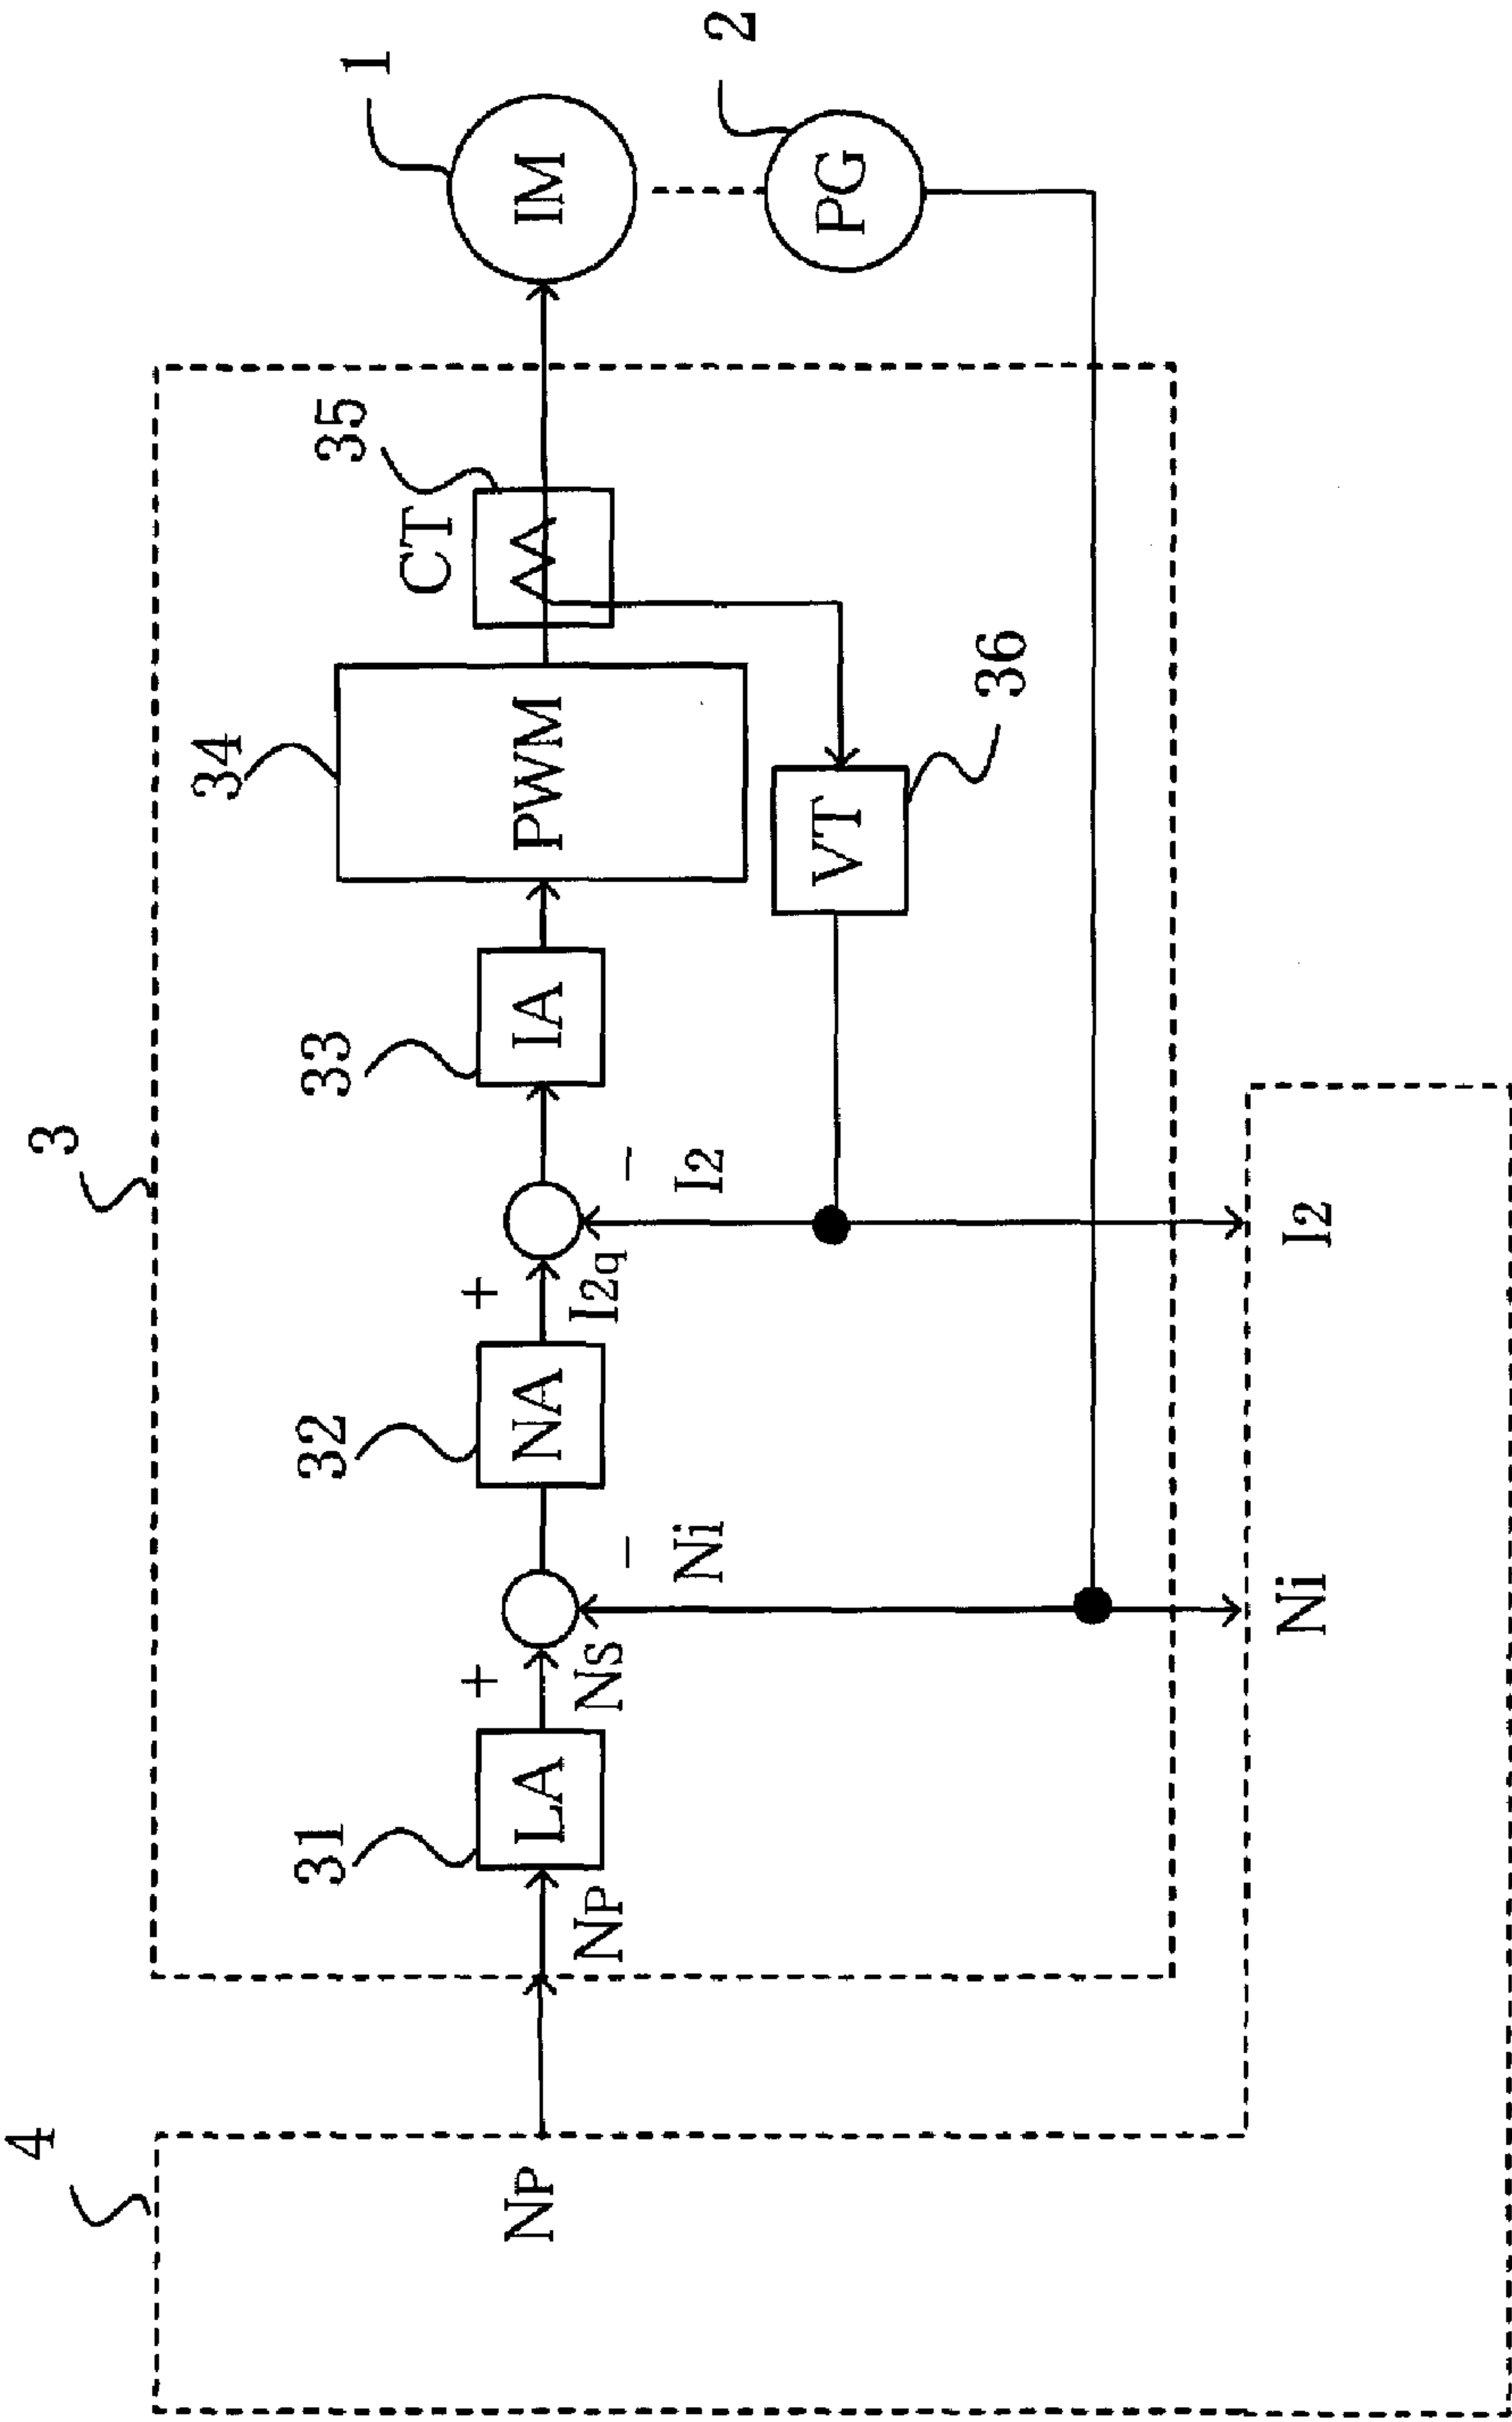 4
3
NP
NP
31
LA
+
NS
−
Ni
32
NA
+
I2q
−
I2
33
IA
34
PWM
35
CT
36
VT
1
IM
2
PG
Ni
I2